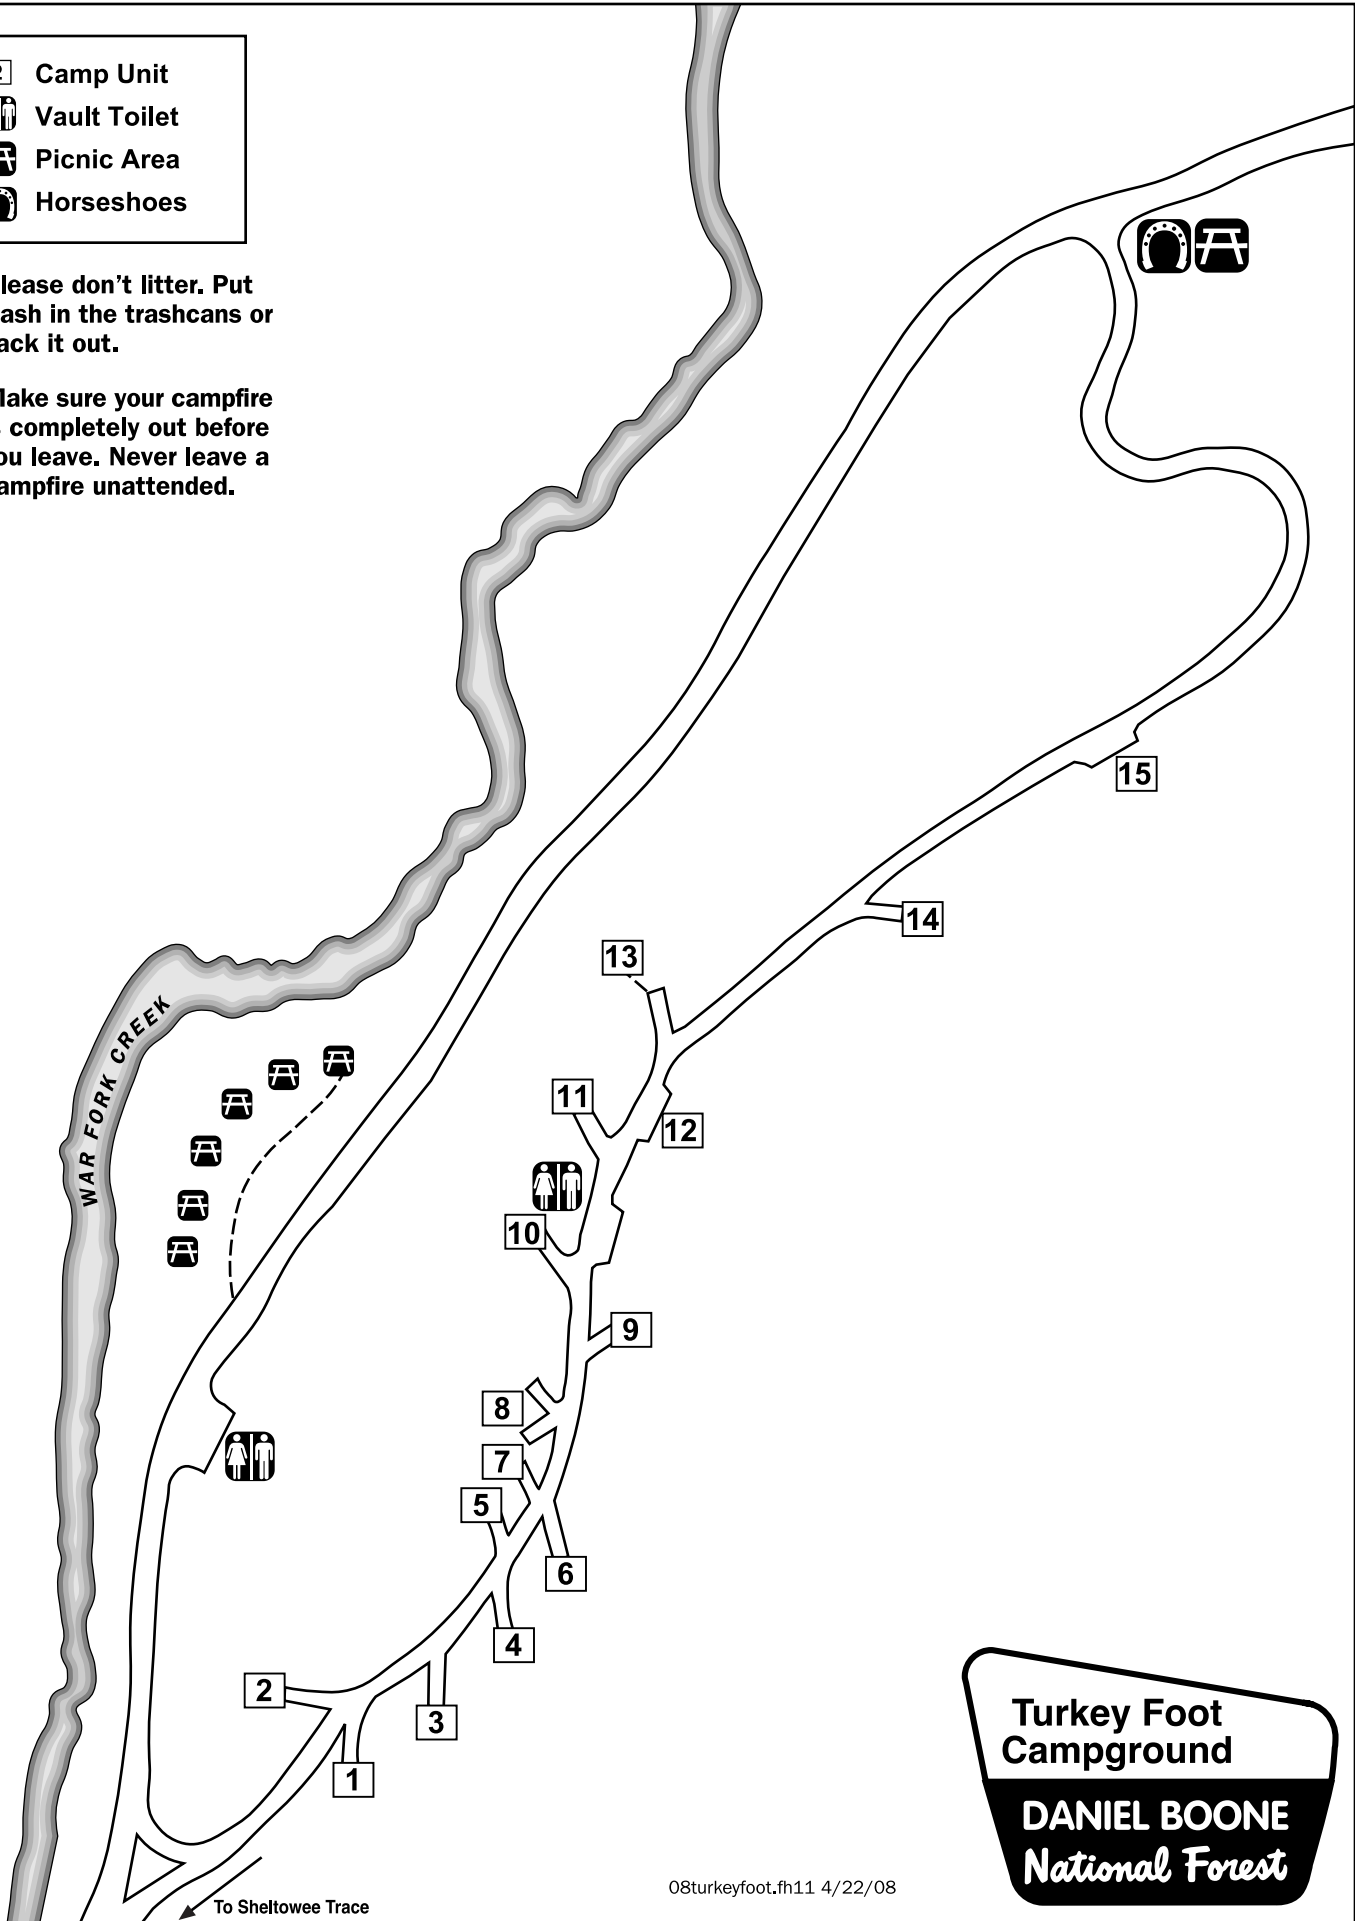 Camp Unit
Vault Toilet
Picnic Area
Horseshoes
lease don't litter. Put
ash in the trashcans or
ack it out.
ake sure your campfire
completely out before
ou leave. Never leave a
ampfire unattended.
15
14
13
12
11
10
9
8
7
6
5
4
3
2
1
WAR FORK CREEK
To Sheltowee Trace
08turkeyfoot.fh11 4/22/08
Turkey Foot
Campground
DANIEL BOONE
National Forest